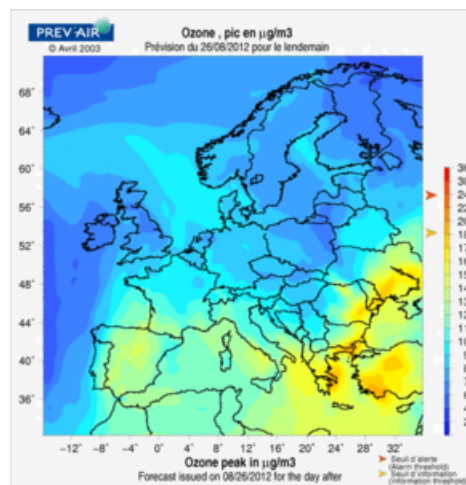 PREV'AIR
© Avril 2003
Ozone , pic en µg/m3
Prévision du 26/08/2012 pour le lendemain
68°
64°
60°
56°
52°
48°
44°
40°
36°
-12° -8° -4° 0° 4° 8° 12° 16° 20° 24° 28° 32°
Ozone peak in µg/m3
Forecast issued on 08/26/2012 for the day after
Seuil d'alerte
(Alarm threshold)
Seuil d'information
(Information threshold)